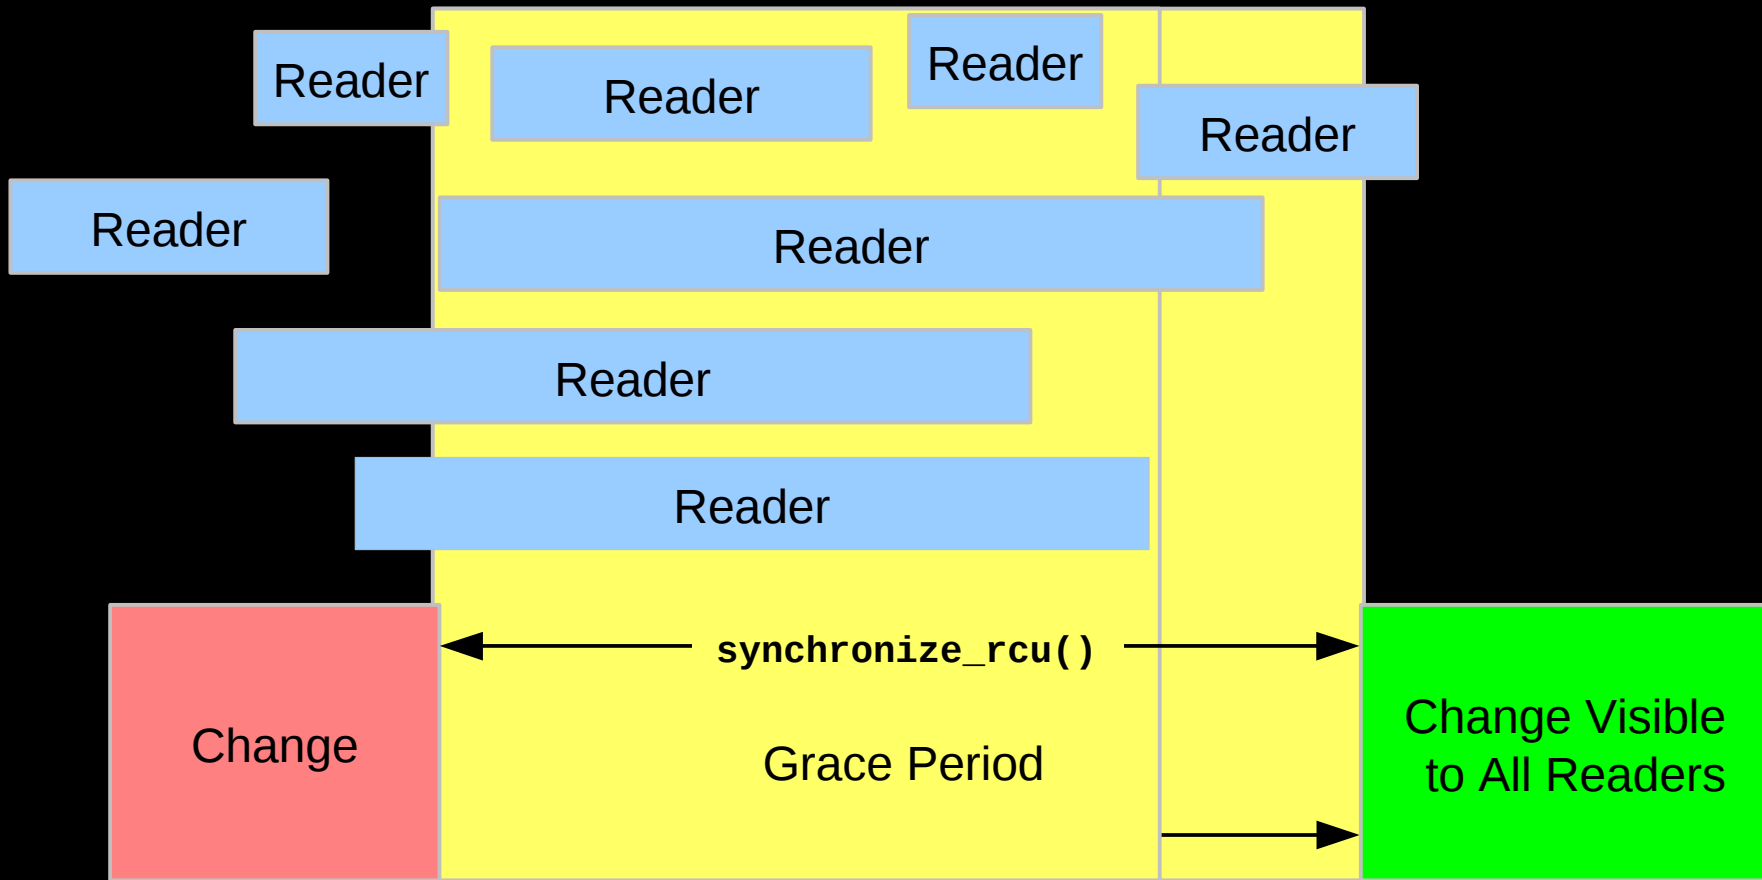 Reader
Reader
Reader
Reader
Reader
Reader
Reader
Reader
synchronize_rcu()
Change
Grace Period
Change Visible
to All Readers